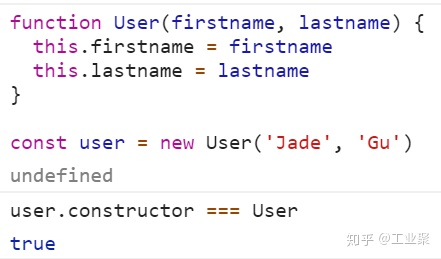 function User(firstname, lastname) {
  this.firstname = firstname
  this.lastname = lastname
}
const user = new User('Jade', 'Gu')
undefined
user.constructor === User
true
知乎 @工业聚